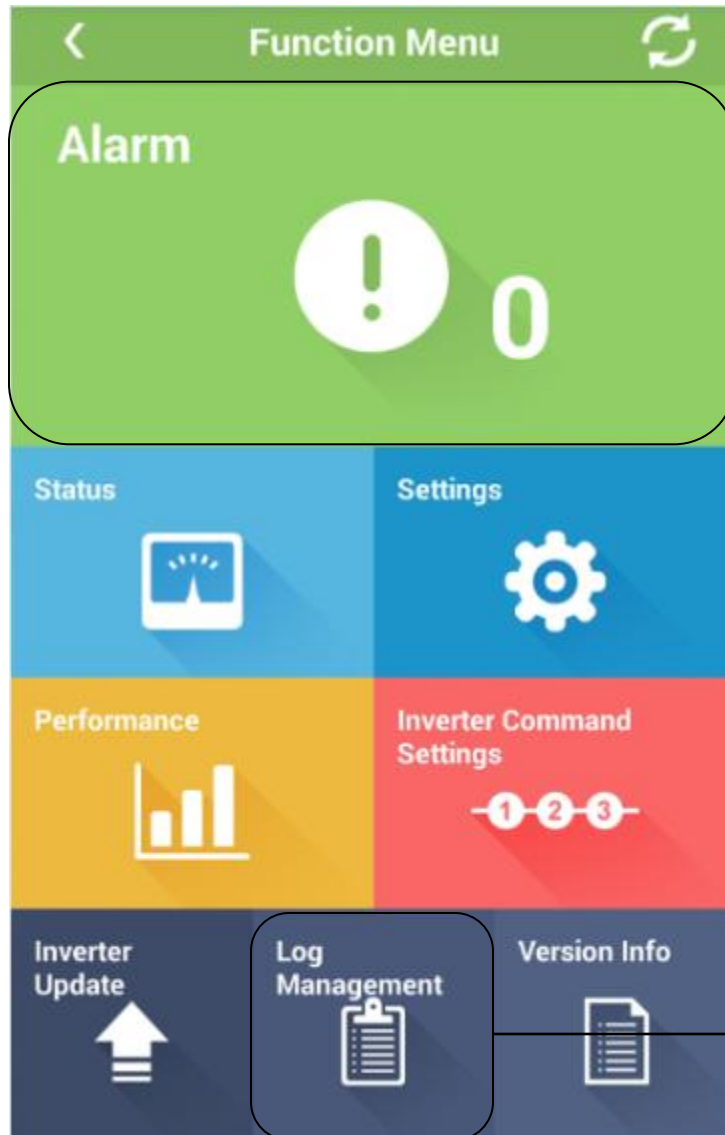 Function Menu
Alarm
!
0
Status
Settings
Performance
Inverter Command
Settings
1 2 3
Inverter
Update
Log
Management
Version Info